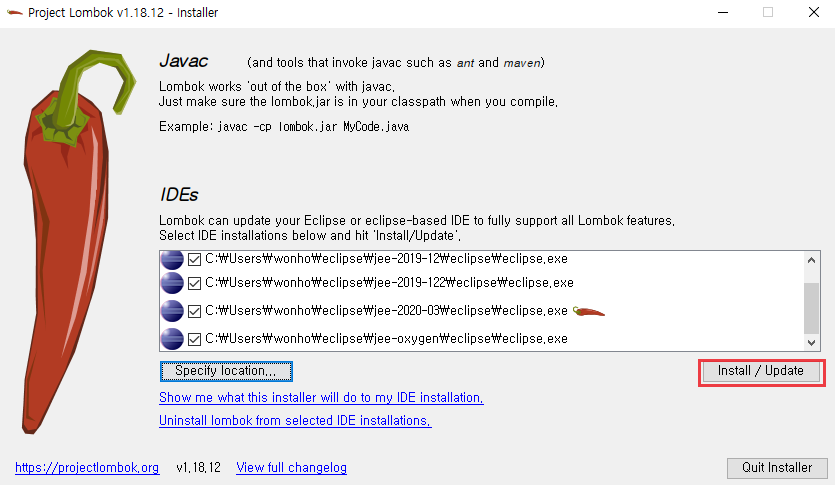 Project Lombok v1.18.12 - Installer
Javac (and tools that invoke javac such as ant and maven)
Lombok works 'out of the box' with javac.
Just make sure the lombok.jar is in your classpath when you compile.
Example: javac -cp lombok.jar MyCode.java
IDEs
Lombok can update your Eclipse or eclipse-based IDE to fully support all Lombok features.
Select IDE installations below and hit 'Install/Update'.
C:₩Users₩wonho₩eclipse₩jee-2019-12₩eclipse₩eclipse.exe
C:₩Users₩wonho₩eclipse₩jee-2019-122₩eclipse₩eclipse.exe
C:₩Users₩wonho₩eclipse₩jee-2020-03₩eclipse₩eclipse.exe
C:₩Users₩wonho₩eclipse₩jee-oxygen₩eclipse₩eclipse.exe
Specify location... Install / Update
Show me what this installer will do to my IDE installation.
Uninstall lombok from selected IDE installations.
https://projectlombok.org v1.18.12 View full changelog Quit Installer